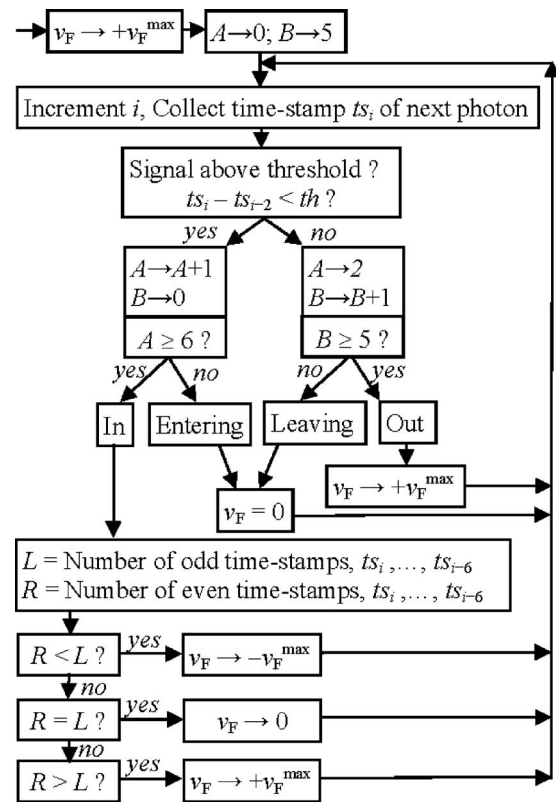 v_F → +v_F^max
A→0; B→5
Increment i, Collect time-stamp ts_i of next photon
Signal above threshold ?
ts_i – ts_{i–2} < th ?
yes
no
A→A+1
B→0
A→2
B→B+1
A ≥ 6 ?
B ≥ 5 ?
yes
no
no
yes
In
Entering
Leaving
Out
v_F → +v_F^max
v_F = 0
L = Number of odd time-stamps, ts_i ,..., ts_{i–6}
R = Number of even time-stamps, ts_i ,..., ts_{i–6}
R < L ?
yes
v_F → –v_F^max
no
R = L ?
yes
v_F → 0
no
R > L ?
yes
v_F → +v_F^max